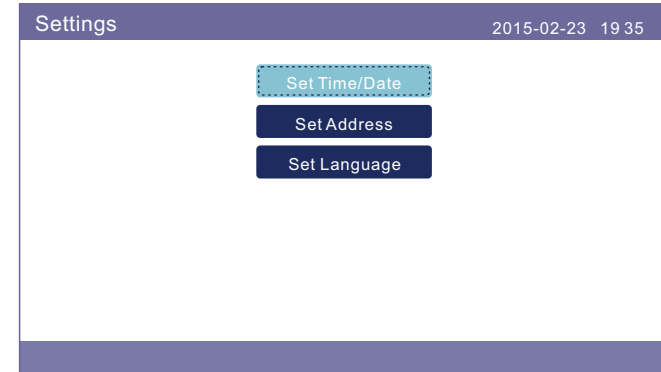 Settings
2015-02-23 19 35
Set Time/Date
Set Address
Set Language